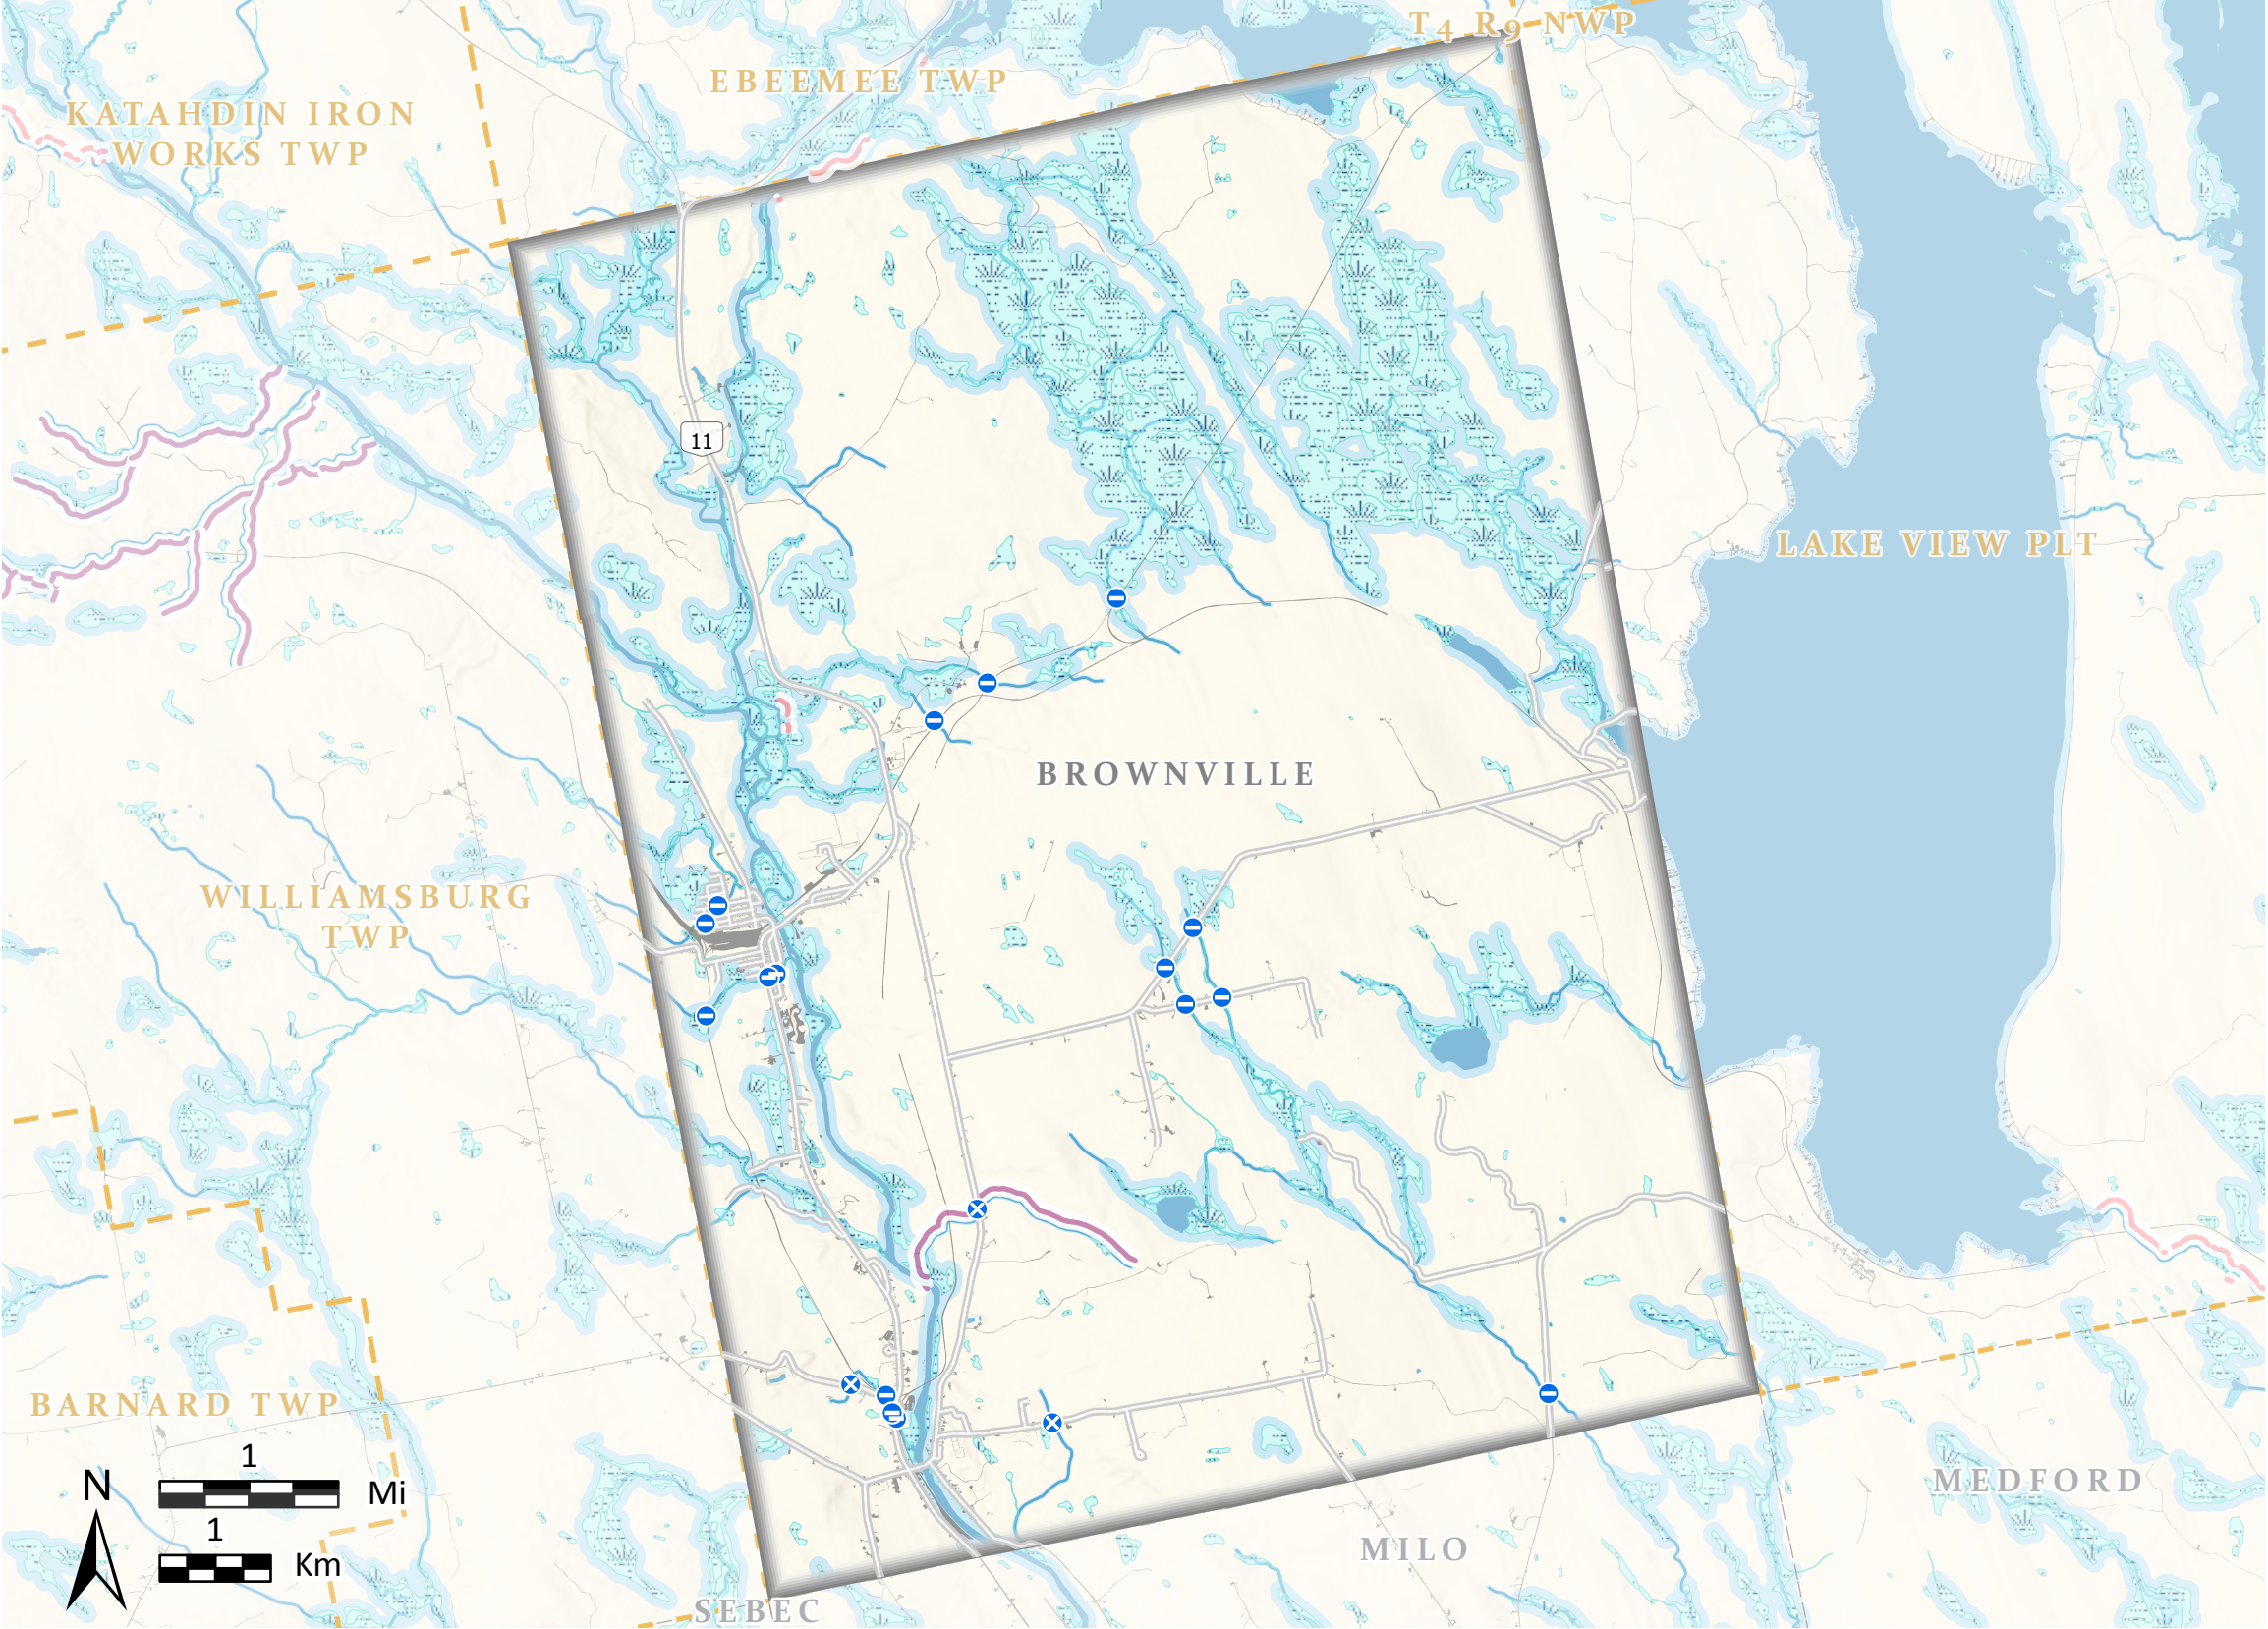 T4 R9 NWP
EBEEMEE TWP
KATAHDIN IRON
WORKS TWP
11
LAKE VIEW PLT
BROWNVILLE
WILLIAMSBURG
TWP
BARNARD TWP
1
N
Mi
1
Km
MEDFORD
MILO
SEBEC